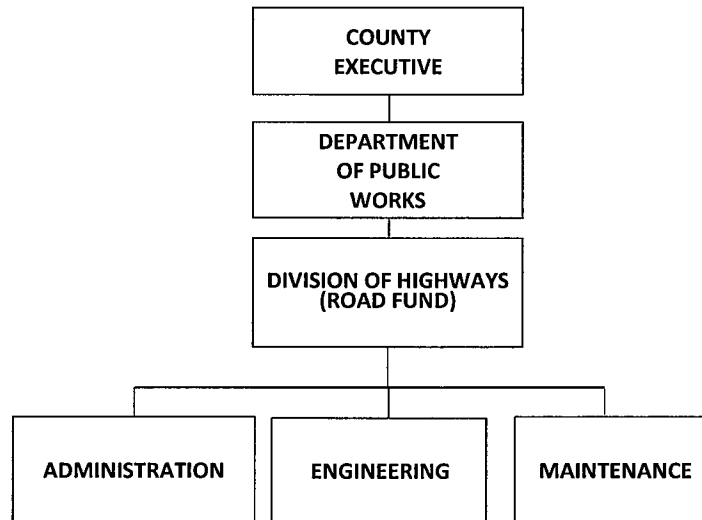 COUNTY
EXECUTIVE
DEPARTMENT
OF PUBLIC
WORKS
DIVISION OF HIGHWAYS
(ROAD FUND)
ADMINISTRATION
ENGINEERING
MAINTENANCE